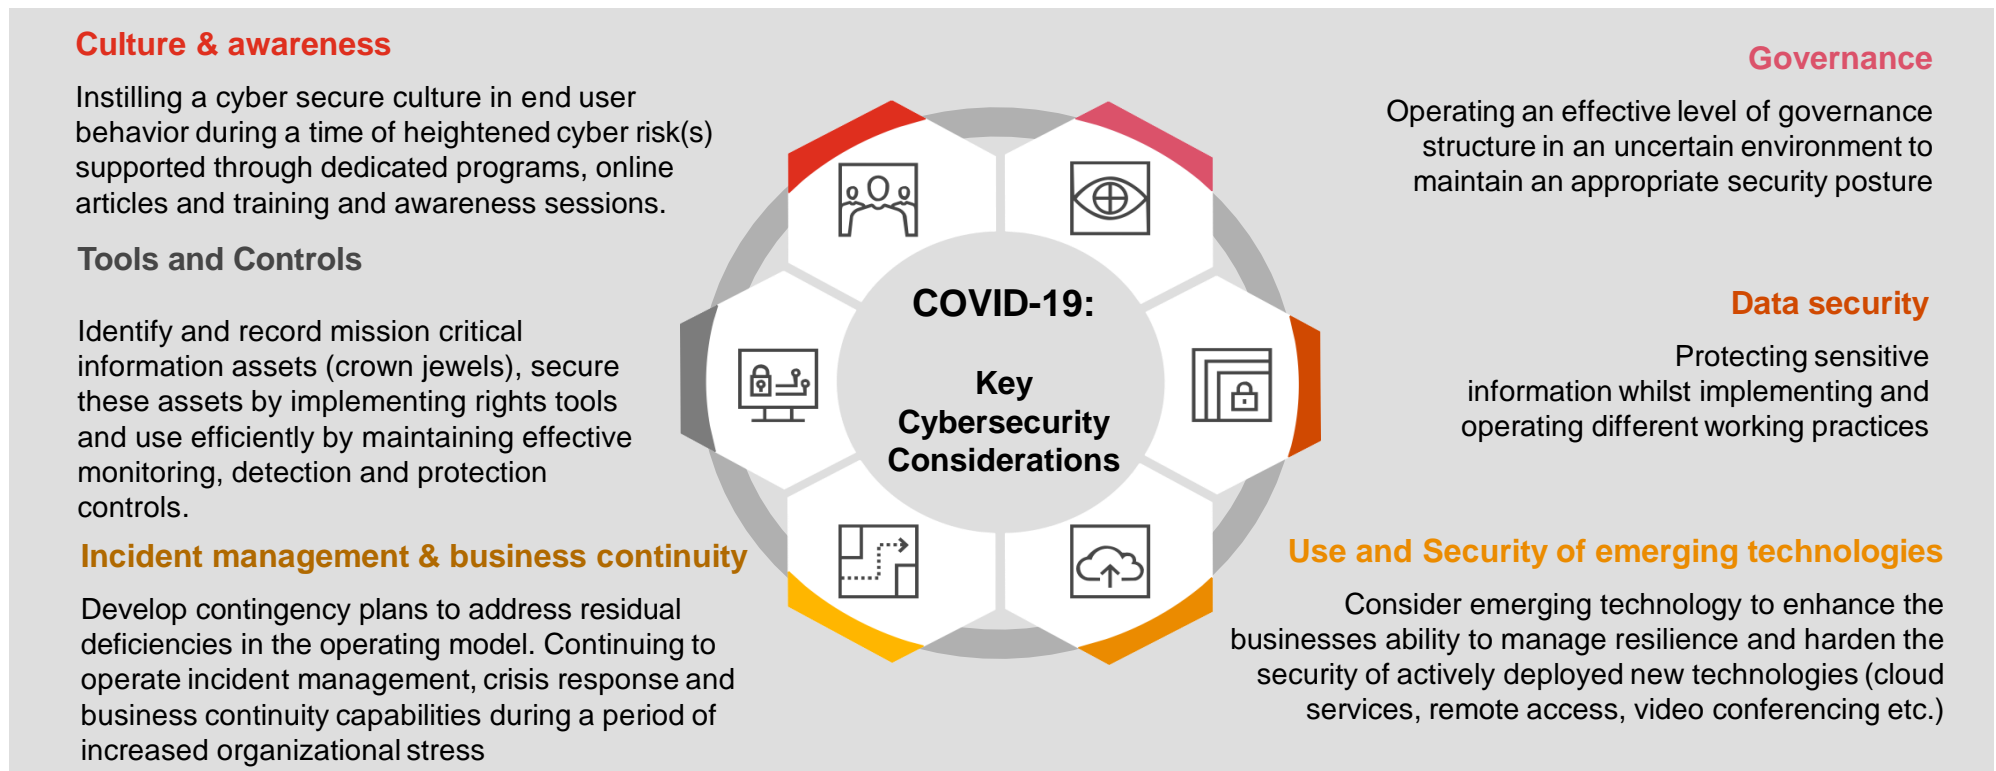 Culture & awareness
Instilling a cyber secure culture in end user
behavior during a time of heightened cyber risk(s)
supported through dedicated programs, online
articles and training and awareness sessions.
Tools and Controls
Identify and record mission critical
information assets (crown jewels), secure
these assets by implementing rights tools
and use efficiently by maintaining effective
monitoring, detection and protection
controls.
Incident management & business continuity
Develop contingency plans to address residual
deficiencies in the operating model. Continuing to
operate incident management, crisis response and
business continuity capabilities during a period of
increased organizational stress
COVID-19:
Key
Cybersecurity
Considerations
Governance
Operating an effective level of governance
structure in an uncertain environment to
maintain an appropriate security posture
Data security
Protecting sensitive
information whilst implementing and
operating different working practices
Use and Security of emerging technologies
Consider emerging technology to enhance the
businesses ability to manage resilience and harden the
security of actively deployed new technologies (cloud
services, remote access, video conferencing etc.)